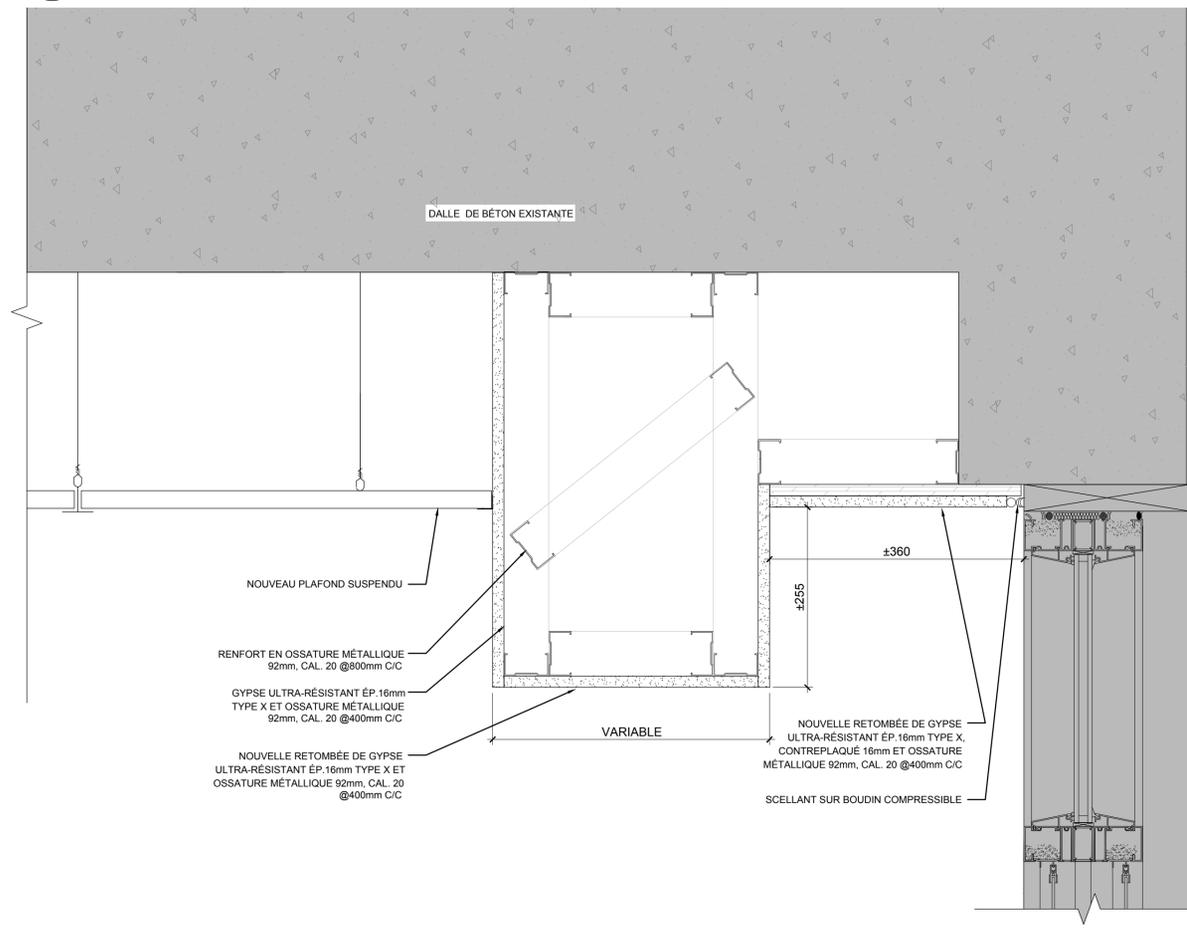 DALLE DE BÉTON EXISTANTE
±360
±255
NOUVEAU PLAFOND SUSPENDU
RENFORT EN OSSATURE MÉTALLIQUE
92mm, CAL. 20 @800mm C/C
GYPSE ULTRA-RÉSISTANT ÉP.16mm
TYPE X ET OSSATURE MÉTALLIQUE
92mm, CAL. 20 @400mm C/C
VARIABLE
NOUVELLE RETOMBÉE DE GYPSE
ULTRA-RÉSISTANT ÉP.16mm TYPE X ET
OSSATURE MÉTALLIQUE 92mm, CAL. 20
@400mm C/C
NOUVELLE RETOMBÉE DE GYPSE
ULTRA-RÉSISTANT ÉP.16mm TYPE X,
CONTREPLAQUÉ 16mm ET OSSATURE
MÉTALLIQUE 92mm, CAL. 20 @400mm C/C
SCELLANT SUR BOUDIN COMPRESSIBLE